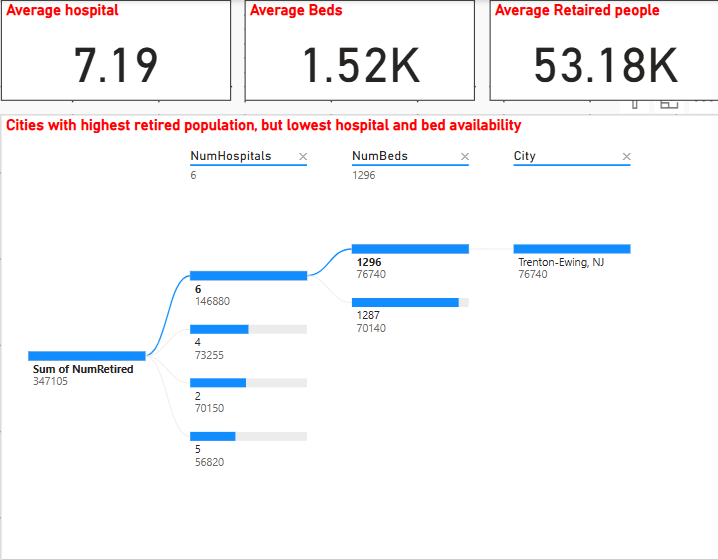 Average hospital
7.19
Average Beds
1.52K
Average Retaired people
53.18K
Cities with highest retired population, but lowest hospital and bed availability
NumHospitals
6
NumBeds
1296
City
Sum of NumRetired
347105
6
146880
4
73255
2
70150
5
56820
1296
76740
1287
70140
Trenton-Ewing, NJ
76740